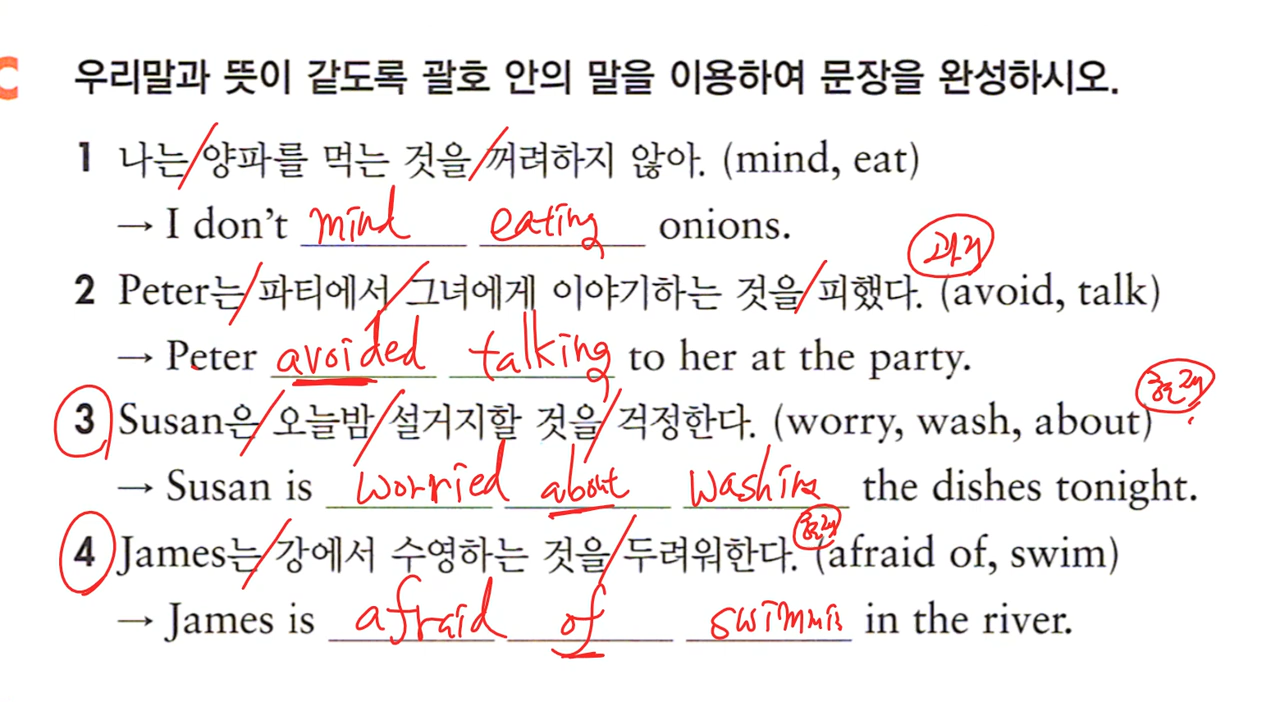 C 우리말과 뜻이 같도록 괄호 안의 말을 이용하여 문장을 완성하시오.
1 나는/양파를 먹는 것을/꺼려하지 않아. (mind, eat)
→ I don't mind eating onions.
과거
2 Peter는/파티에서/그녀에게 이야기하는 것을/피했다. (avoid, talk)
→ Peter avoided talking to her at the party.
현재
3 Susan은/오늘밤/설거지할 것을/걱정한다. (worry, wash, about)
→ Susan is worried about washing the dishes tonight.
현재
4 James는/강에서 수영하는 것을/두려워한다. (afraid of, swim)
→ James is afraid of swimming in the river.